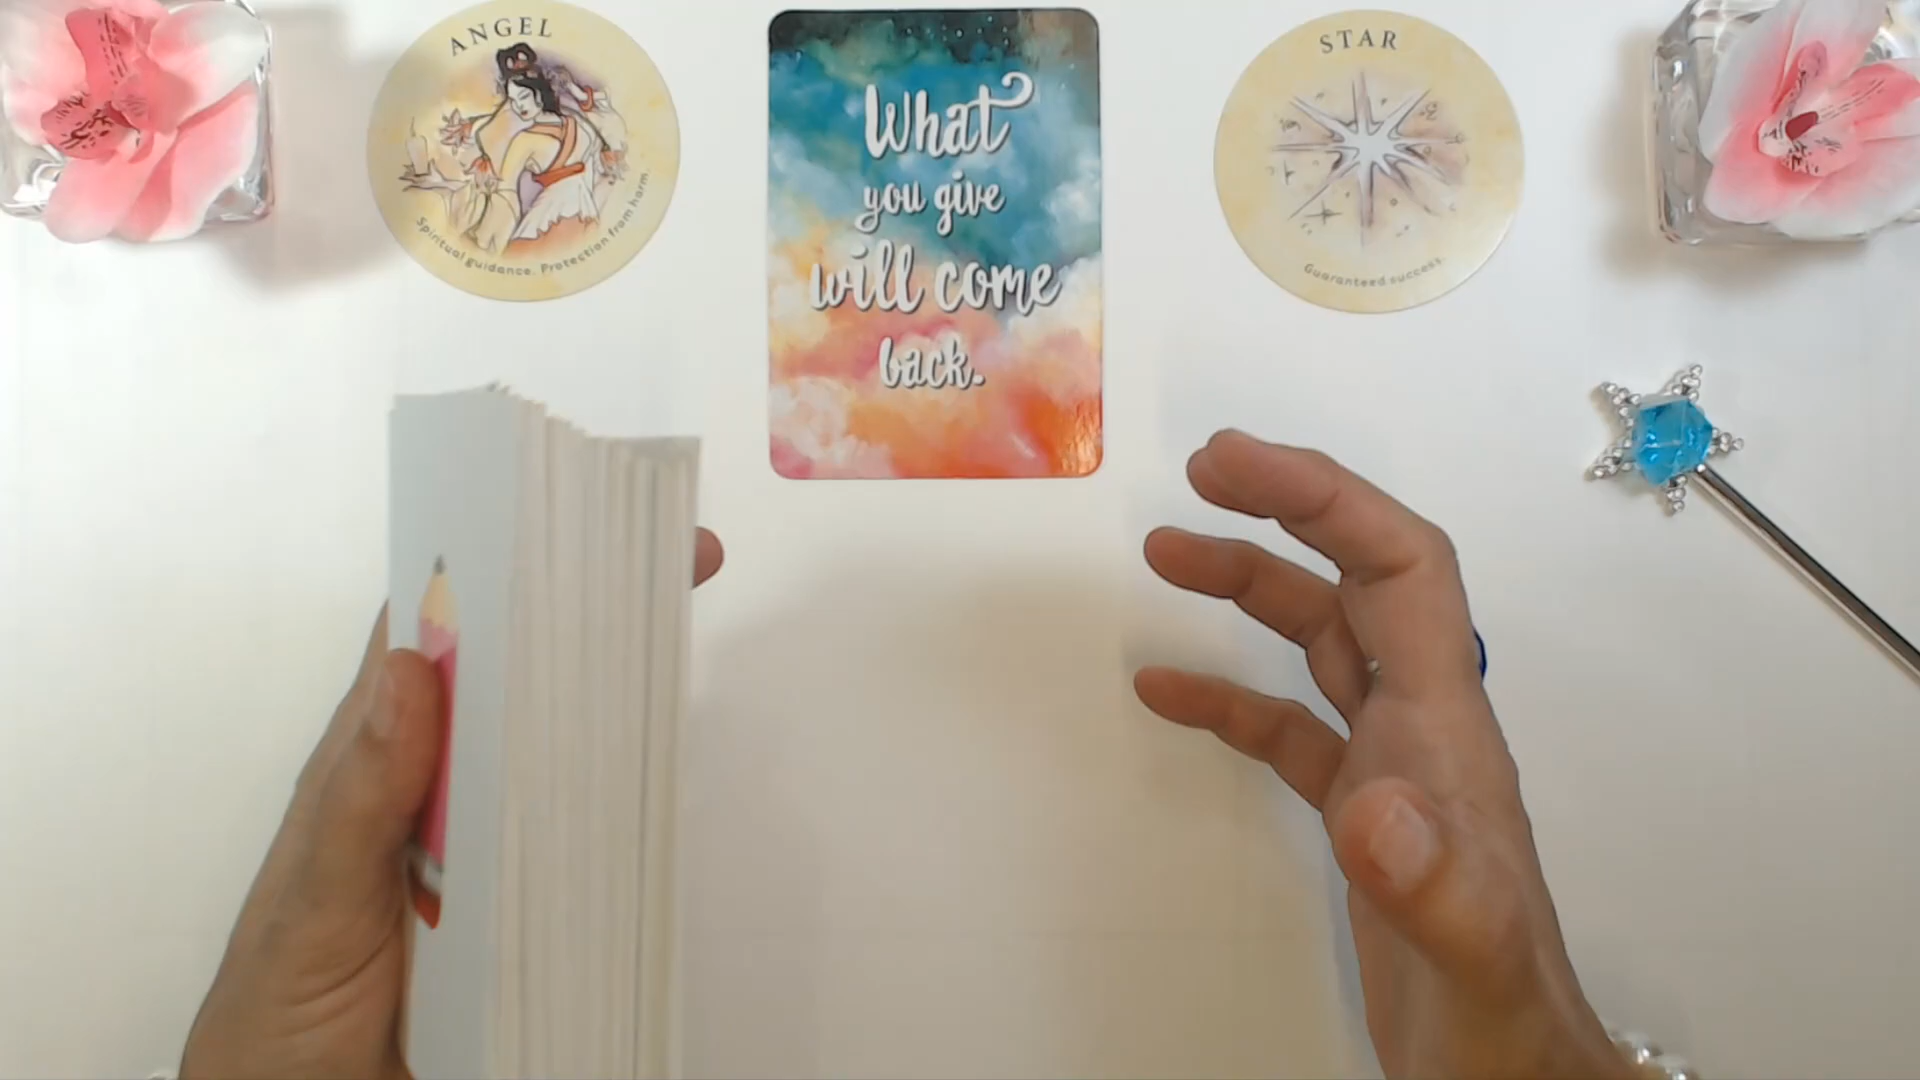 ANGEL
Spiritual guidance. Protection from harm.
What
you give
will come
back.
STAR
Guaranteed success.